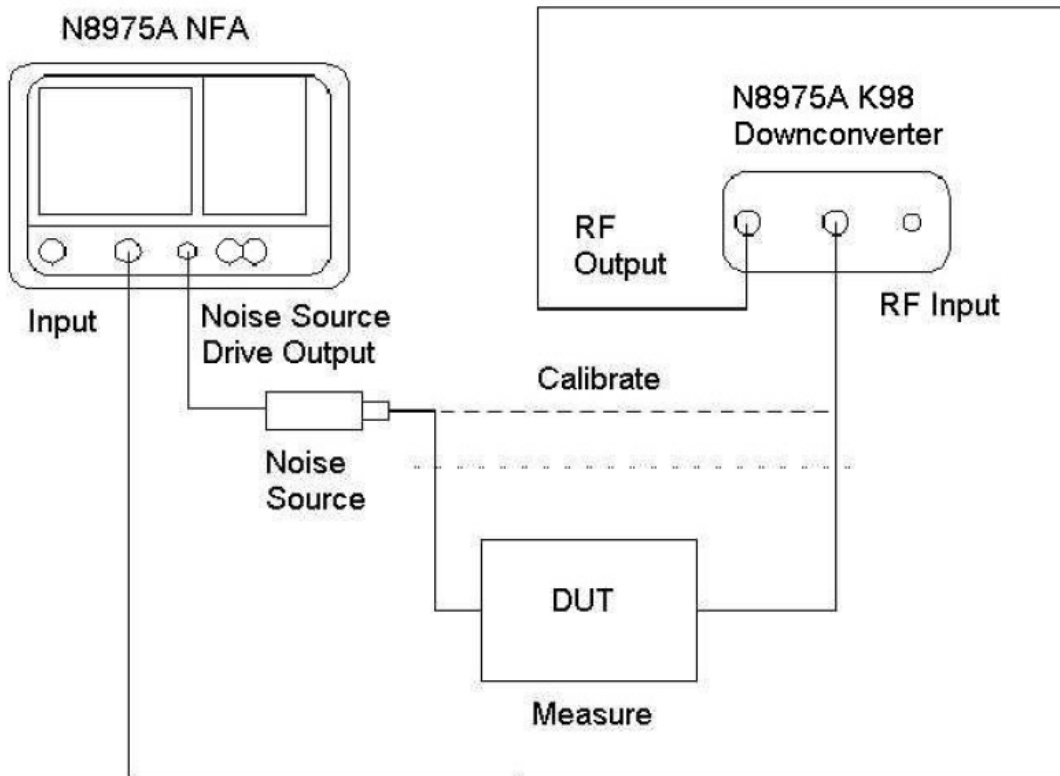 N8975A NFA
N8975A K98
Downconverter
RF
Output
RF Input
Input
Noise Source
Drive Output
Calibrate
Noise
Source
DUT
Measure